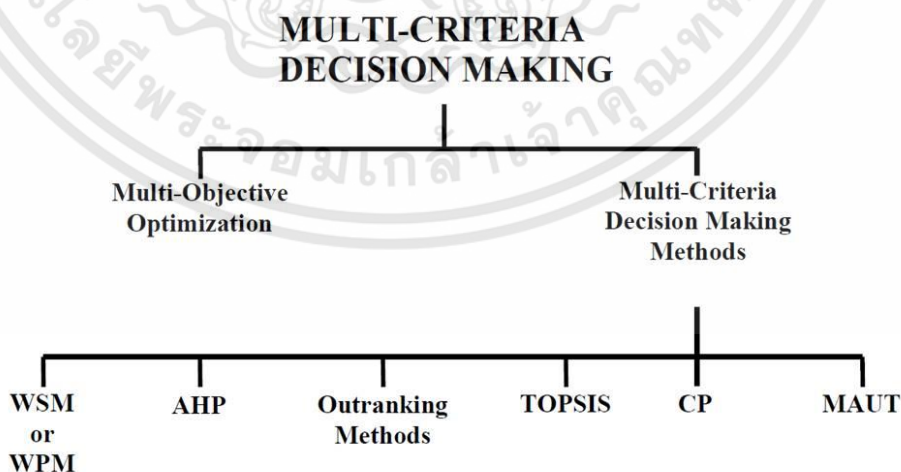 MULTI-CRITERIA
DECISION MAKING
Multi-Objective
Optimization
Multi-Criteria
Decision Making
Methods
WSM
or
WPM
AHP
Outranking
Methods
TOPSIS
CP
MAUT